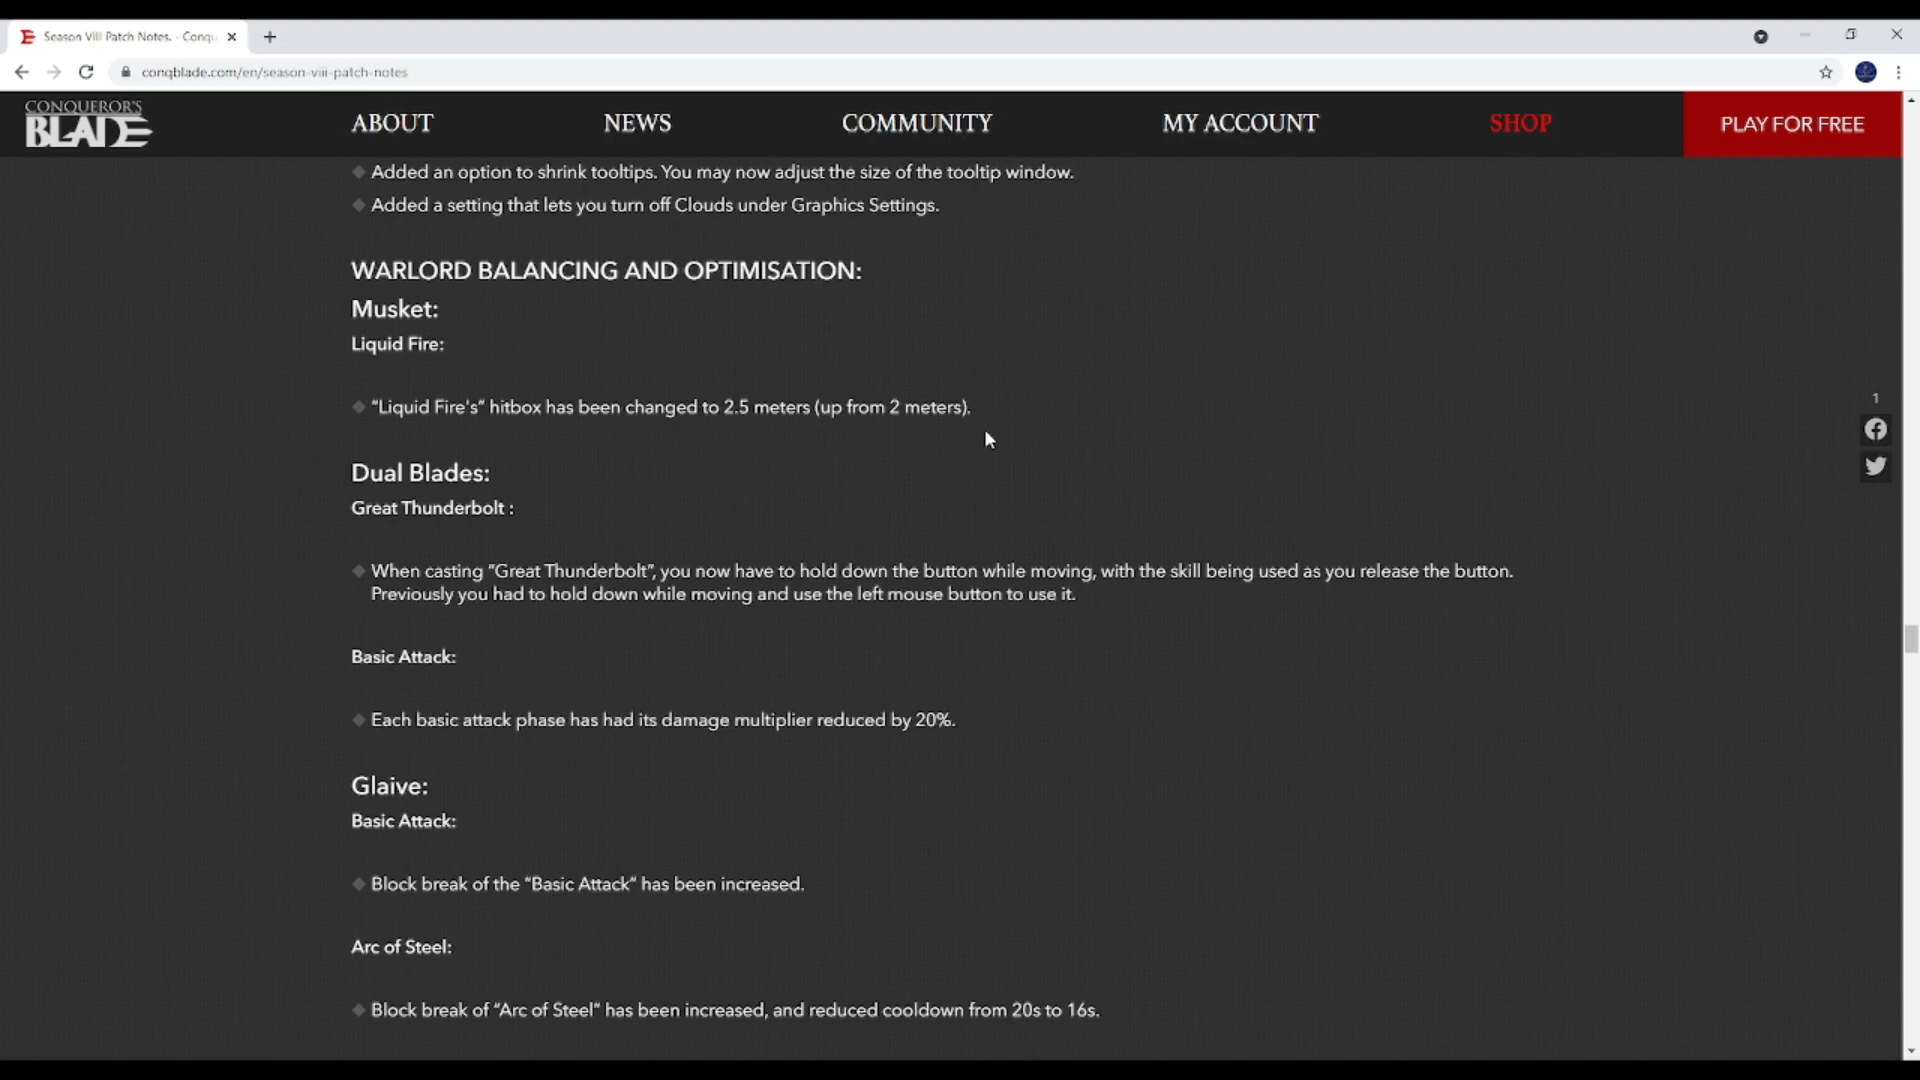 Season VIII Patch Notes. - Conqu
conqblade.com/en/season-viii-patch-notes
CONQUEROR'S
BLADE
ABOUT
NEWS
COMMUNITY
MY ACCOUNT
SHOP
PLAY FOR FREE
Added an option to shrink tooltips. You may now adjust the size of the tooltip window.
Added a setting that lets you turn off Clouds under Graphics Settings.
WARLORD BALANCING AND OPTIMISATION:
Musket:
Liquid Fire:
“Liquid Fire's” hitbox has been changed to 2.5 meters (up from 2 meters).
1
Dual Blades:
Great Thunderbolt :
When casting “Great Thunderbolt”, you now have to hold down the button while moving, with the skill being used as you release the button.
Previously you had to hold down while moving and use the left mouse button to use it.
Basic Attack:
Each basic attack phase has had its damage multiplier reduced by 20%.
Glaive:
Basic Attack:
Block break of the “Basic Attack” has been increased.
Arc of Steel:
Block break of “Arc of Steel” has been increased, and reduced cooldown from 20s to 16s.